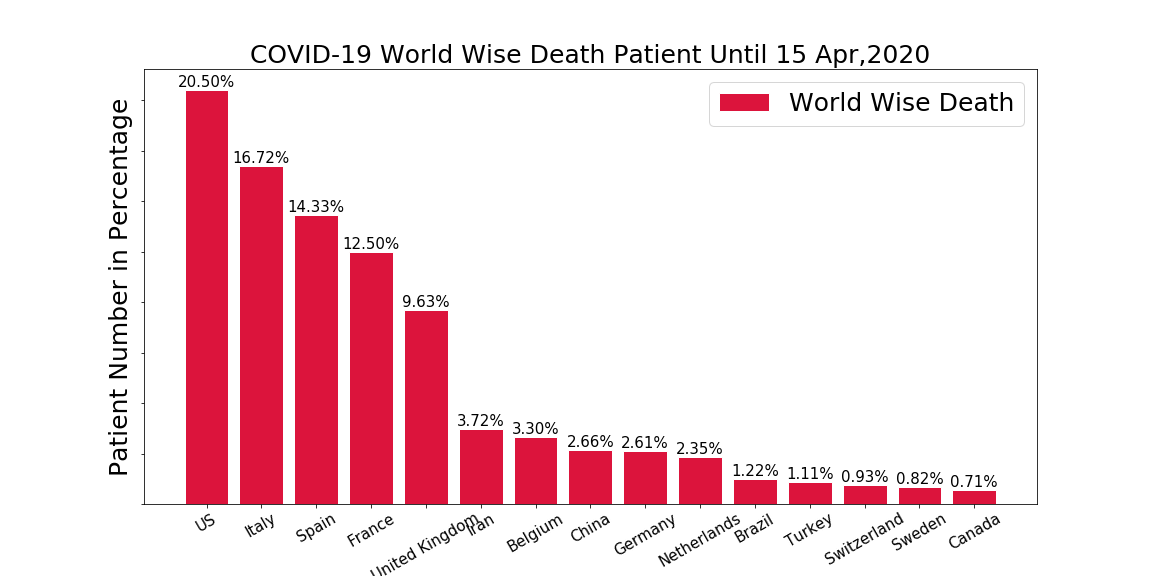 COVID-19 World Wise Death Patient Until 15 Apr,2020
World Wise Death
Patient Number in Percentage
20.50%
16.72%
14.33%
12.50%
9.63%
3.72%
3.30%
2.66%
2.61%
2.35%
1.22%
1.11%
0.93%
0.82%
0.71%
US
Italy
Spain
France
United Kingdom
Iran
Belgium
China
Germany
Netherlands
Brazil
Turkey
Switzerland
Sweden
Canada